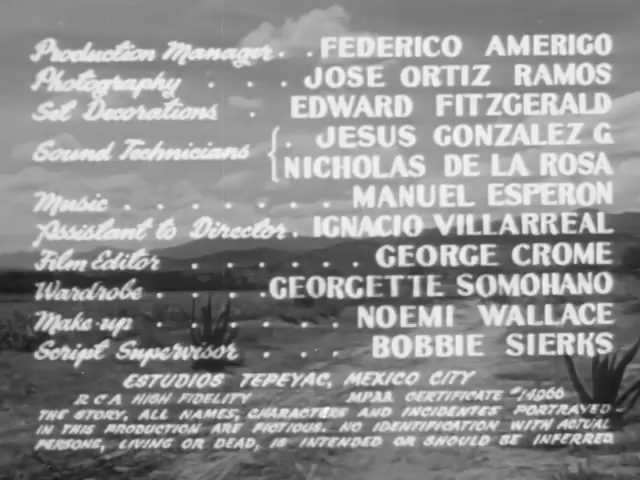 Production Manager . . FEDERICO AMERIGO
Photography . . . JOSE ORTIZ RAMOS
Set Decorations . EDWARD FITZGERALD
Sound Technicians { . JESUS GONZALEZ G
NICHOLAS DE LA ROSA
Music . . . . . . . MANUEL ESPERON
Assistant to Director . IGNACIO VILLARREAL
Film Editor . . . . . . GEORGE CROME
Wardrobe . . . . . GEORGETTE SOMOHANO
Make-up . . . . . . NOEMI WALLACE
Script Supervisor . . . . BOBBIE SIERKS
ESTUDIOS TEPEYAC, MEXICO CITY
RCA HIGH FIDELITY MPAA CERTIFICATE #14966
THE STORY, ALL NAMES, CHARACTERS AND INCIDENTES PORTRAYED
IN THIS PRODUCTION ARE FICTIOUS. NO IDENTIFICATION WITH ACTUAL
PERSONS, LIVING OR DEAD, IS INTENDED OR SHOULD BE INFERRED